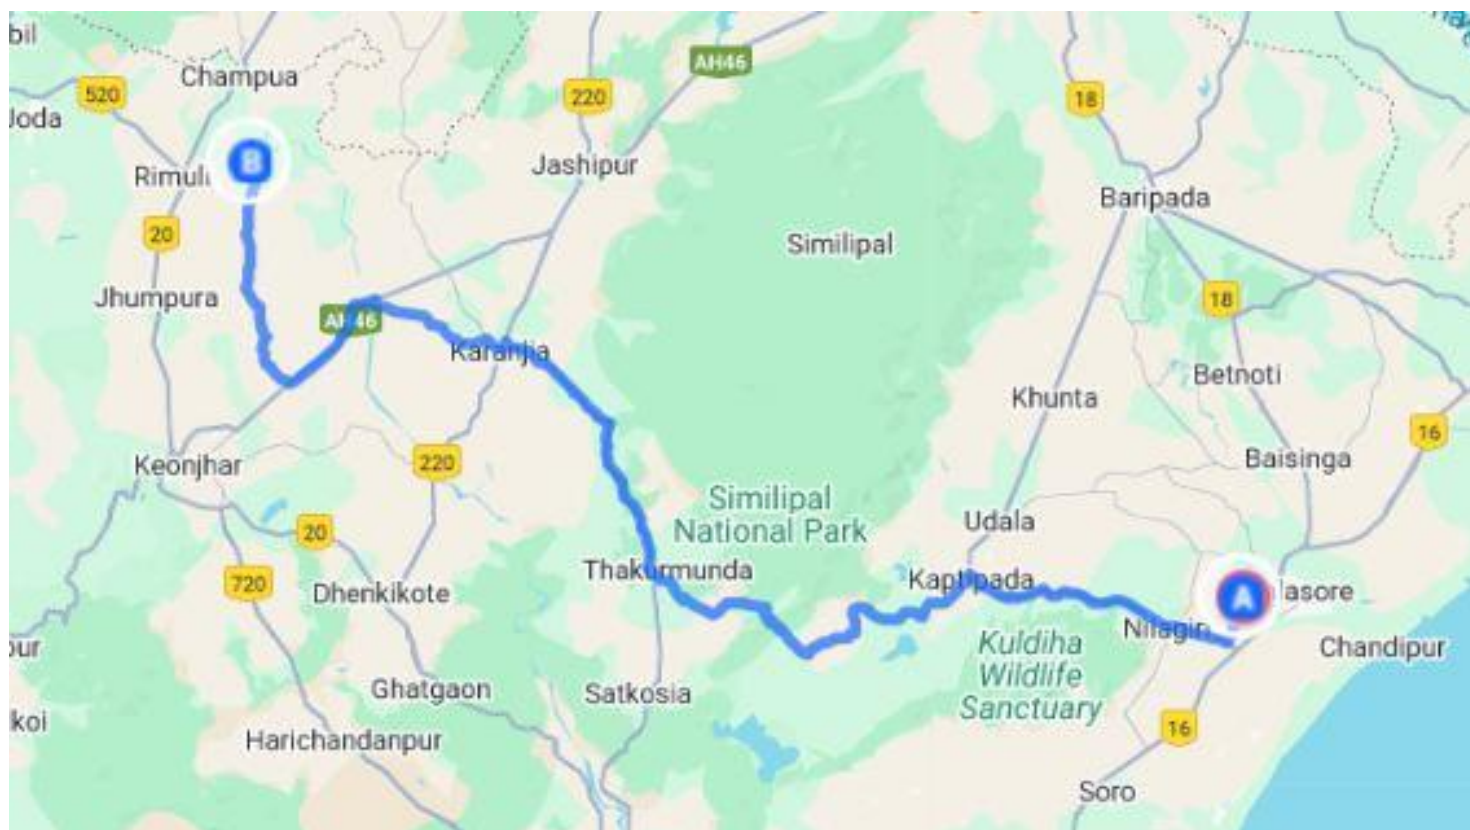 bil
Champua
AH46
520
220
18
Joda
Jashipur
B
Rimuli
Baripada
20
Similipal
Jhumpura
18
AH46
Karanjia
Betnoti
Khunta
16
Keonjhar
220
Baisinga
Similipal
National Park
Udala
20
Thakurmunda
Kaptipada
720
Dhenkikote
A
lasore
Nilagiri
Kuldiha
Wildlife
Sanctuary
Chandipur
our
Ghatgaon
Satkosia
koi
16
Harichandanpur
Soro